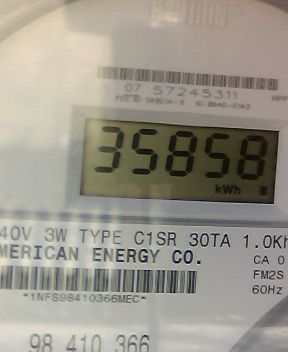 CENTRON®
07 57245311
35858
kWh
40V 3W TYPE C1SR 30TA 1.0Kh
MERICAN ENERGY CO.
CA 0
FM2S
60Hz
*1NFS98410366MEC*
98 410 366